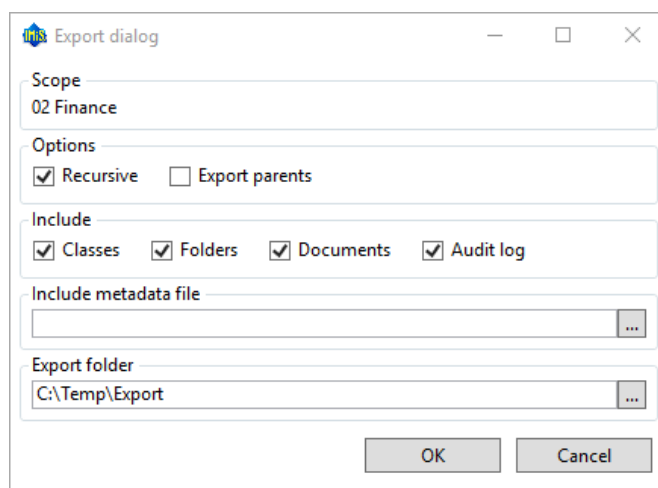 IMiS Export dialog
Scope
02 Finance
Options
Recursive Export parents
Include
Classes Folders Documents Audit log
Include metadata file
...
Export folder
C:\Temp\Export ...
OK Cancel